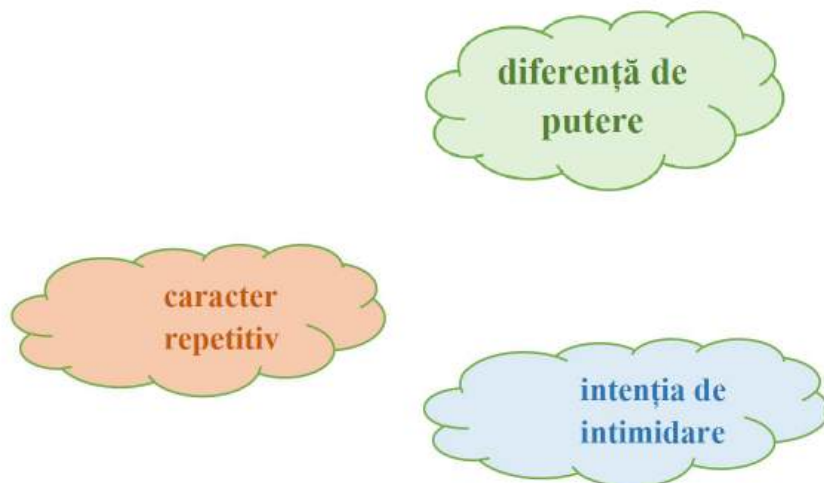 diferență de
putere
caracter
repetitiv
intenția de
intimidare